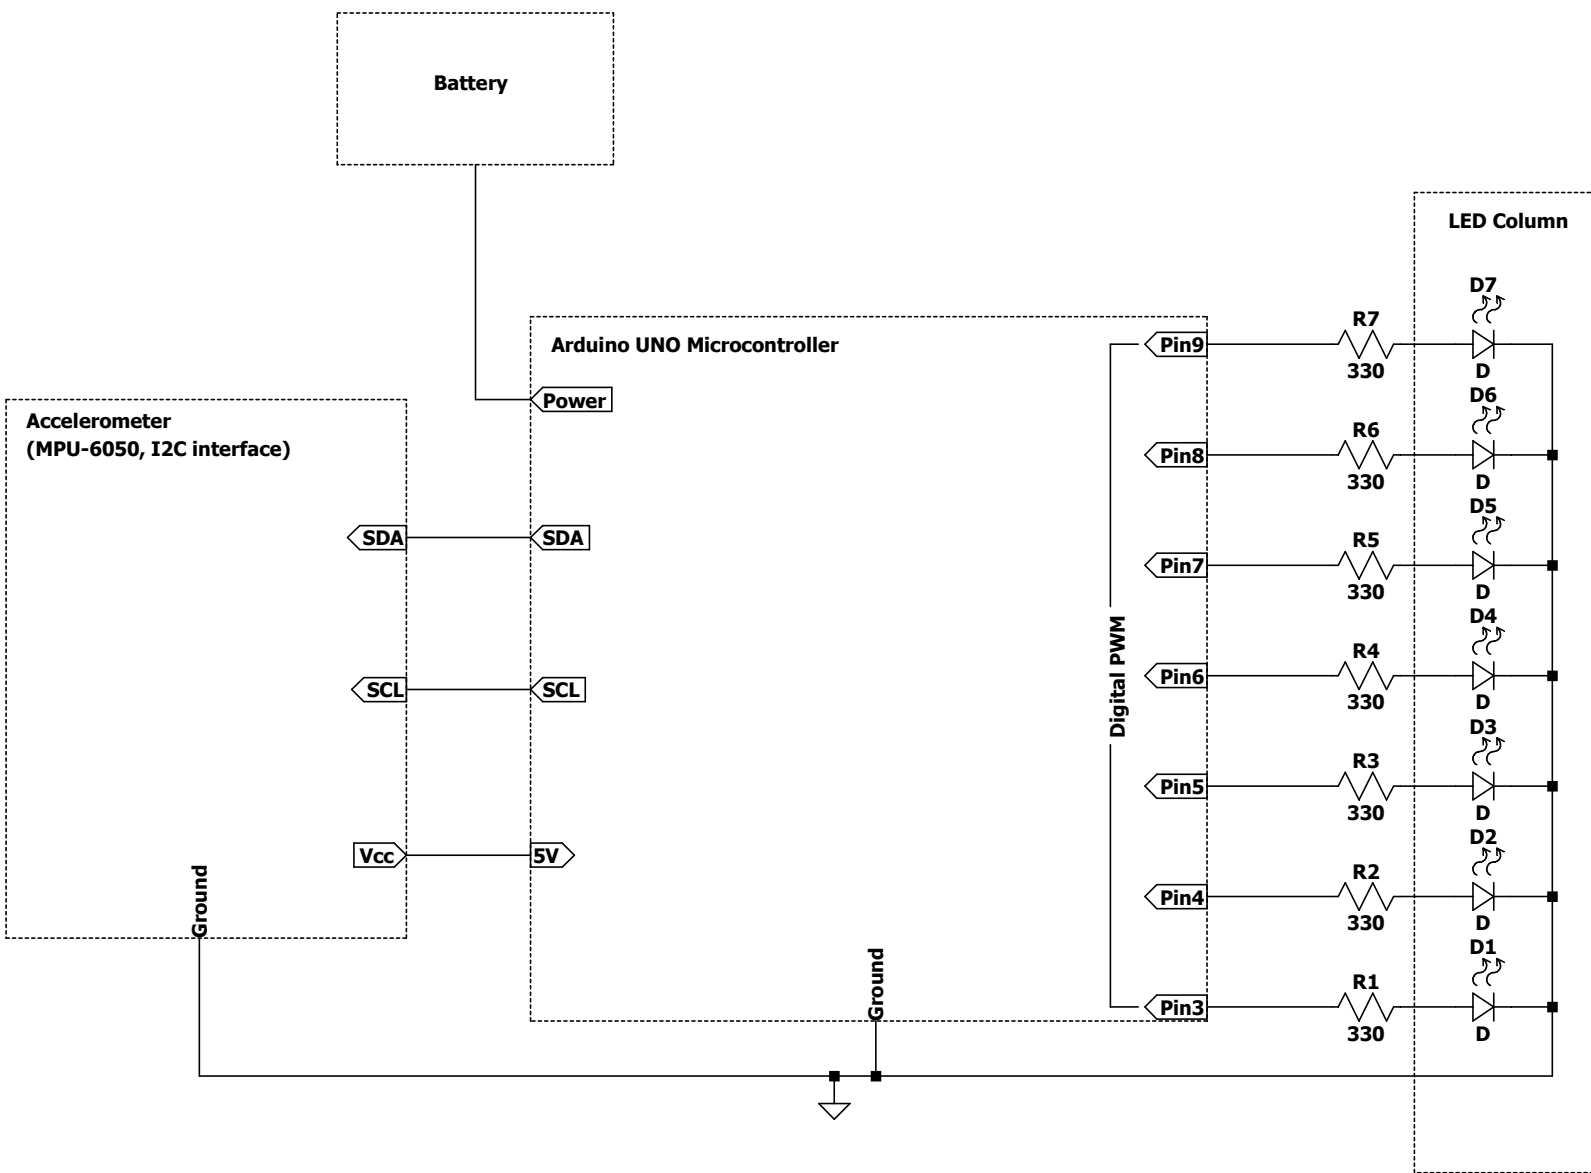 Battery
LED Column
Arduino UNO Microcontroller
Power
SDA
SCL
5V
Ground
Digital PWM
Pin9
Pin8
Pin7
Pin6
Pin5
Pin4
Pin3
Accelerometer
(MPU-6050, I2C interface)
SDA
SCL
Vcc
Ground
R7
330
R6
330
R5
330
R4
330
R3
330
R2
330
R1
330
D7
D
D6
D
D5
D
D4
D
D3
D
D2
D
D1
D